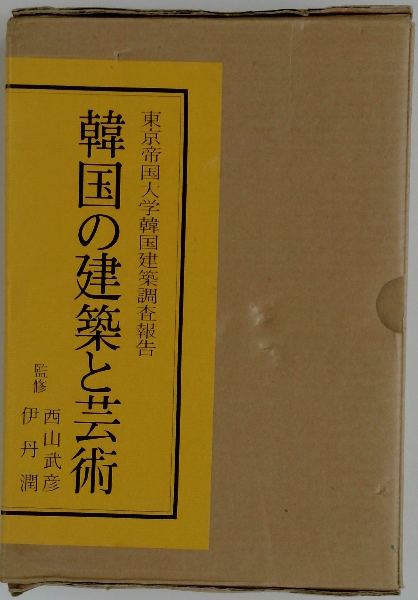 東京帝国大学韓国建築調査報告
韓国の建築と芸術
監修
西山武彦
伊丹潤